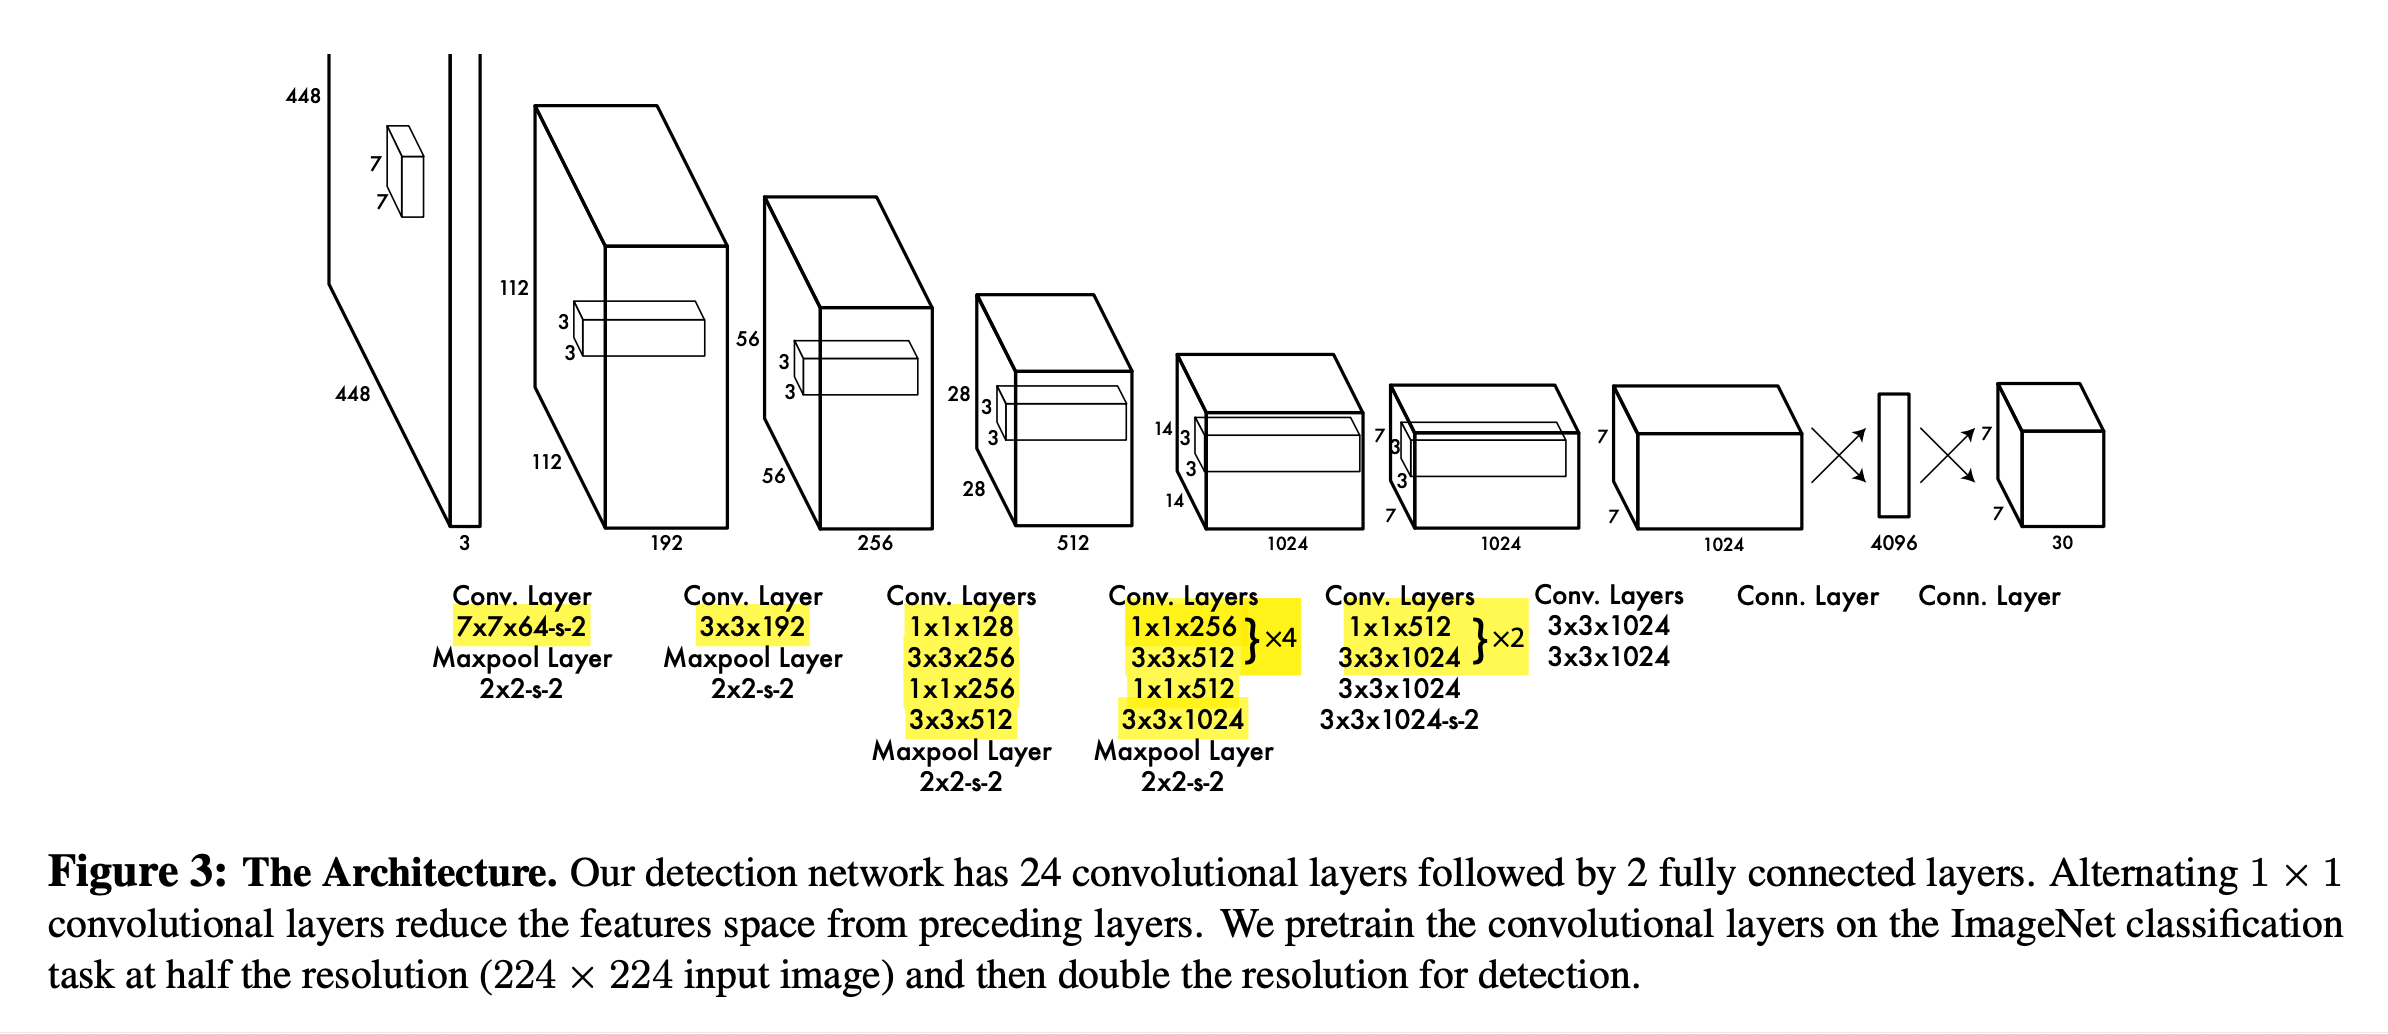 448
7
7
448
3
112
3
3
112
192
56
3
3
56
256
28
3
3
28
512
14
3
3
14
1024
7
3
3
7
1024
7
7
1024
4096
7
7
30
Conv. Layer
7x7x64-s-2
Maxpool Layer
2x2-s-2
Conv. Layer
3x3x192
Maxpool Layer
2x2-s-2
Conv. Layers
1x1x128
3x3x256
1x1x256
3x3x512
Maxpool Layer
2x2-s-2
Conv. Layers
1x1x256
3x3x512
}×4
1x1x512
3x3x1024
Maxpool Layer
2x2-s-2
Conv. Layers
1x1x512
3x3x1024
}×2
3x3x1024
3x3x1024-s-2
Conv. Layers
3x3x1024
3x3x1024
Conn. Layer
Conn. Layer
Figure 3: The Architecture. Our detection network has 24 convolutional layers followed by 2 fully connected layers. Alternating 1 × 1
convolutional layers reduce the features space from preceding layers. We pretrain the convolutional layers on the ImageNet classification
task at half the resolution (224 × 224 input image) and then double the resolution for detection.